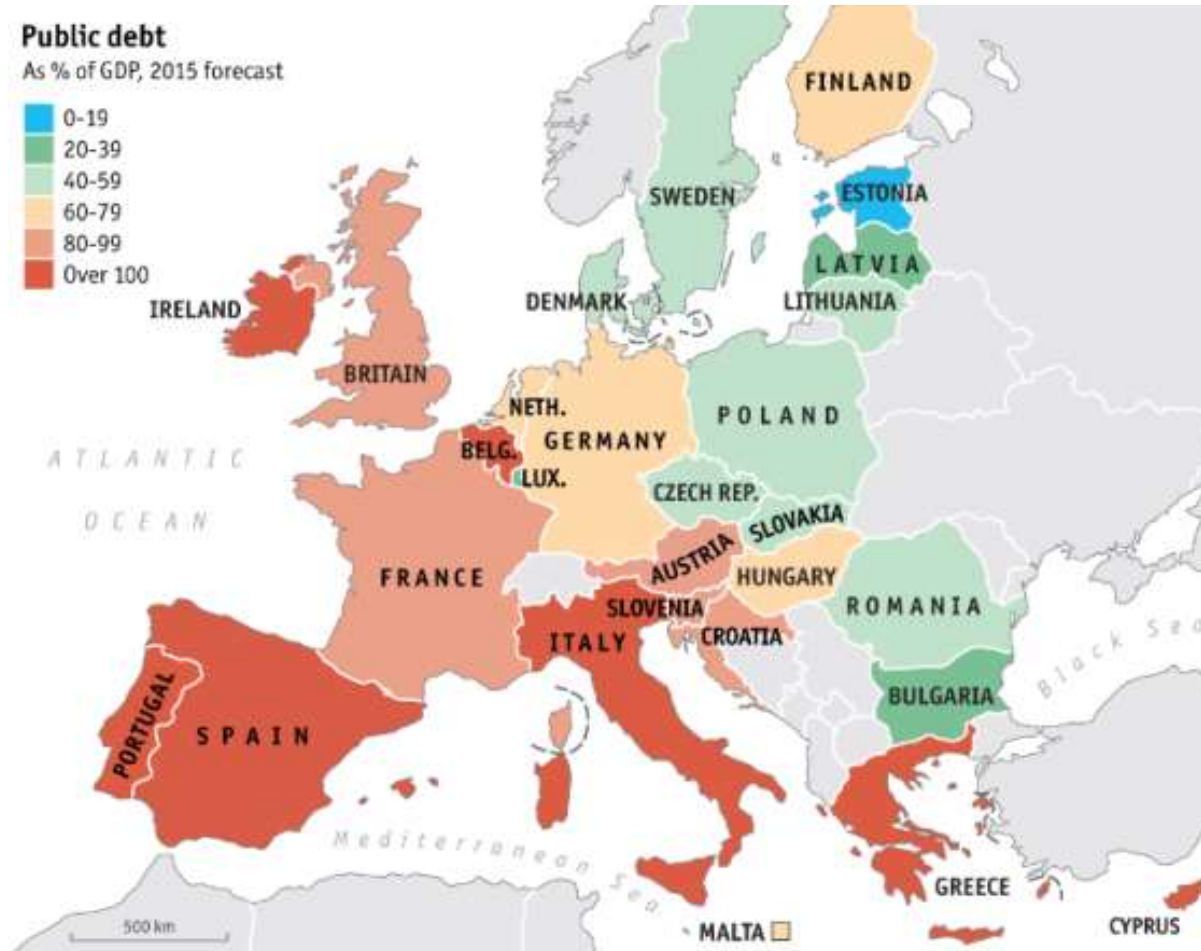 Public debt
As % of GDP, 2015 forecast
0-19
20-39
40-59
60-79
80-99
Over 100
FINLAND
SWEDEN
ESTONIA
LATVIA
LITHUANIA
DENMARK
IRELAND
BRITAIN
NETH.
GERMANY
POLAND
BELG.
LUX.
CZECH REP.
SLOVAKIA
ATLANTIC
OCEAN
FRANCE
AUSTRIA
HUNGARY
SLOVENIA
ROMANIA
ITALY
CROATIA
Black Sea
BULGARIA
PORTUGAL
SPAIN
Mediterranean Sea
GREECE
500 km
MALTA
CYPRUS